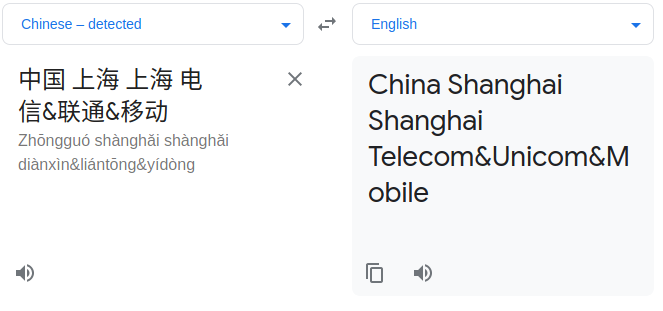 Chinese – detected
English
中国 上海 上海 电
信&联通&移动
Zhōngguó shànghǎi shànghǎi
diànxìn&liántōng&yídòng
China Shanghai
Shanghai
Telecom&Unicom&M
obile